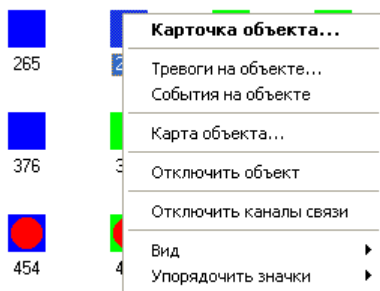 Карточка объекта...
265
Тревоги на объекте...
События на объекте
Карта объекта...
376
Отключить объект
Отключить каналы связи
Вид
454
Упорядочить значки